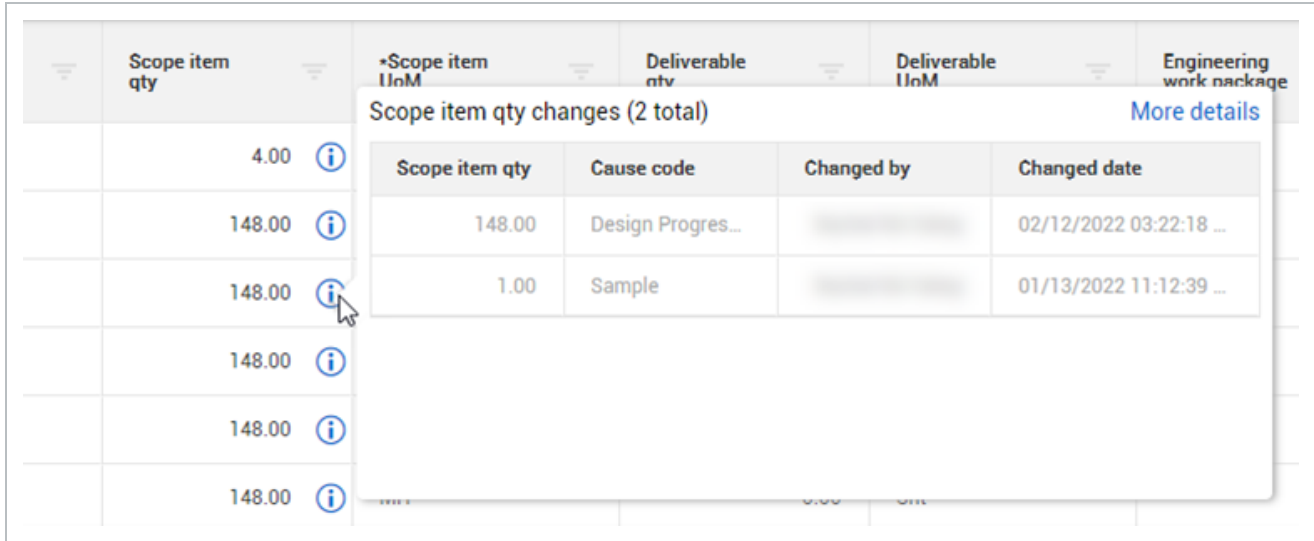 Scope item qty
*Scope item UoM
Deliverable qty
Deliverable UoM
Engineering work package
Scope item qty changes (2 total) More details
Scope item qty Cause code Changed by Changed date
4.00
148.00 Design Progres... 02/12/2022 03:22:18 ...
1.00 Sample 01/13/2022 11:12:39 ...
148.00
148.00
148.00
148.00
148.00